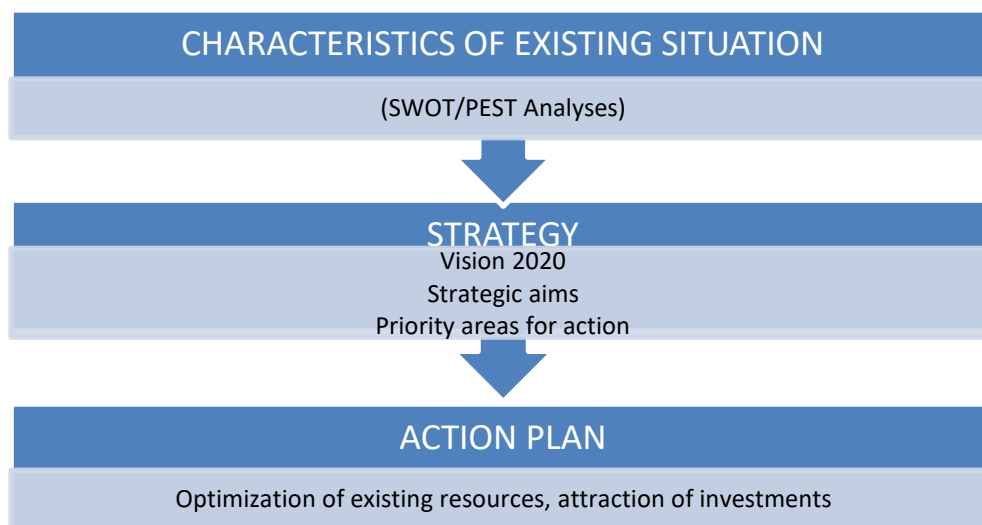 CHARACTERISTICS OF EXISTING SITUATION
(SWOT/PEST Analyses)
STRATEGY
Vision 2020
Strategic aims
Priority areas for action
ACTION PLAN
Optimization of existing resources, attraction of investments